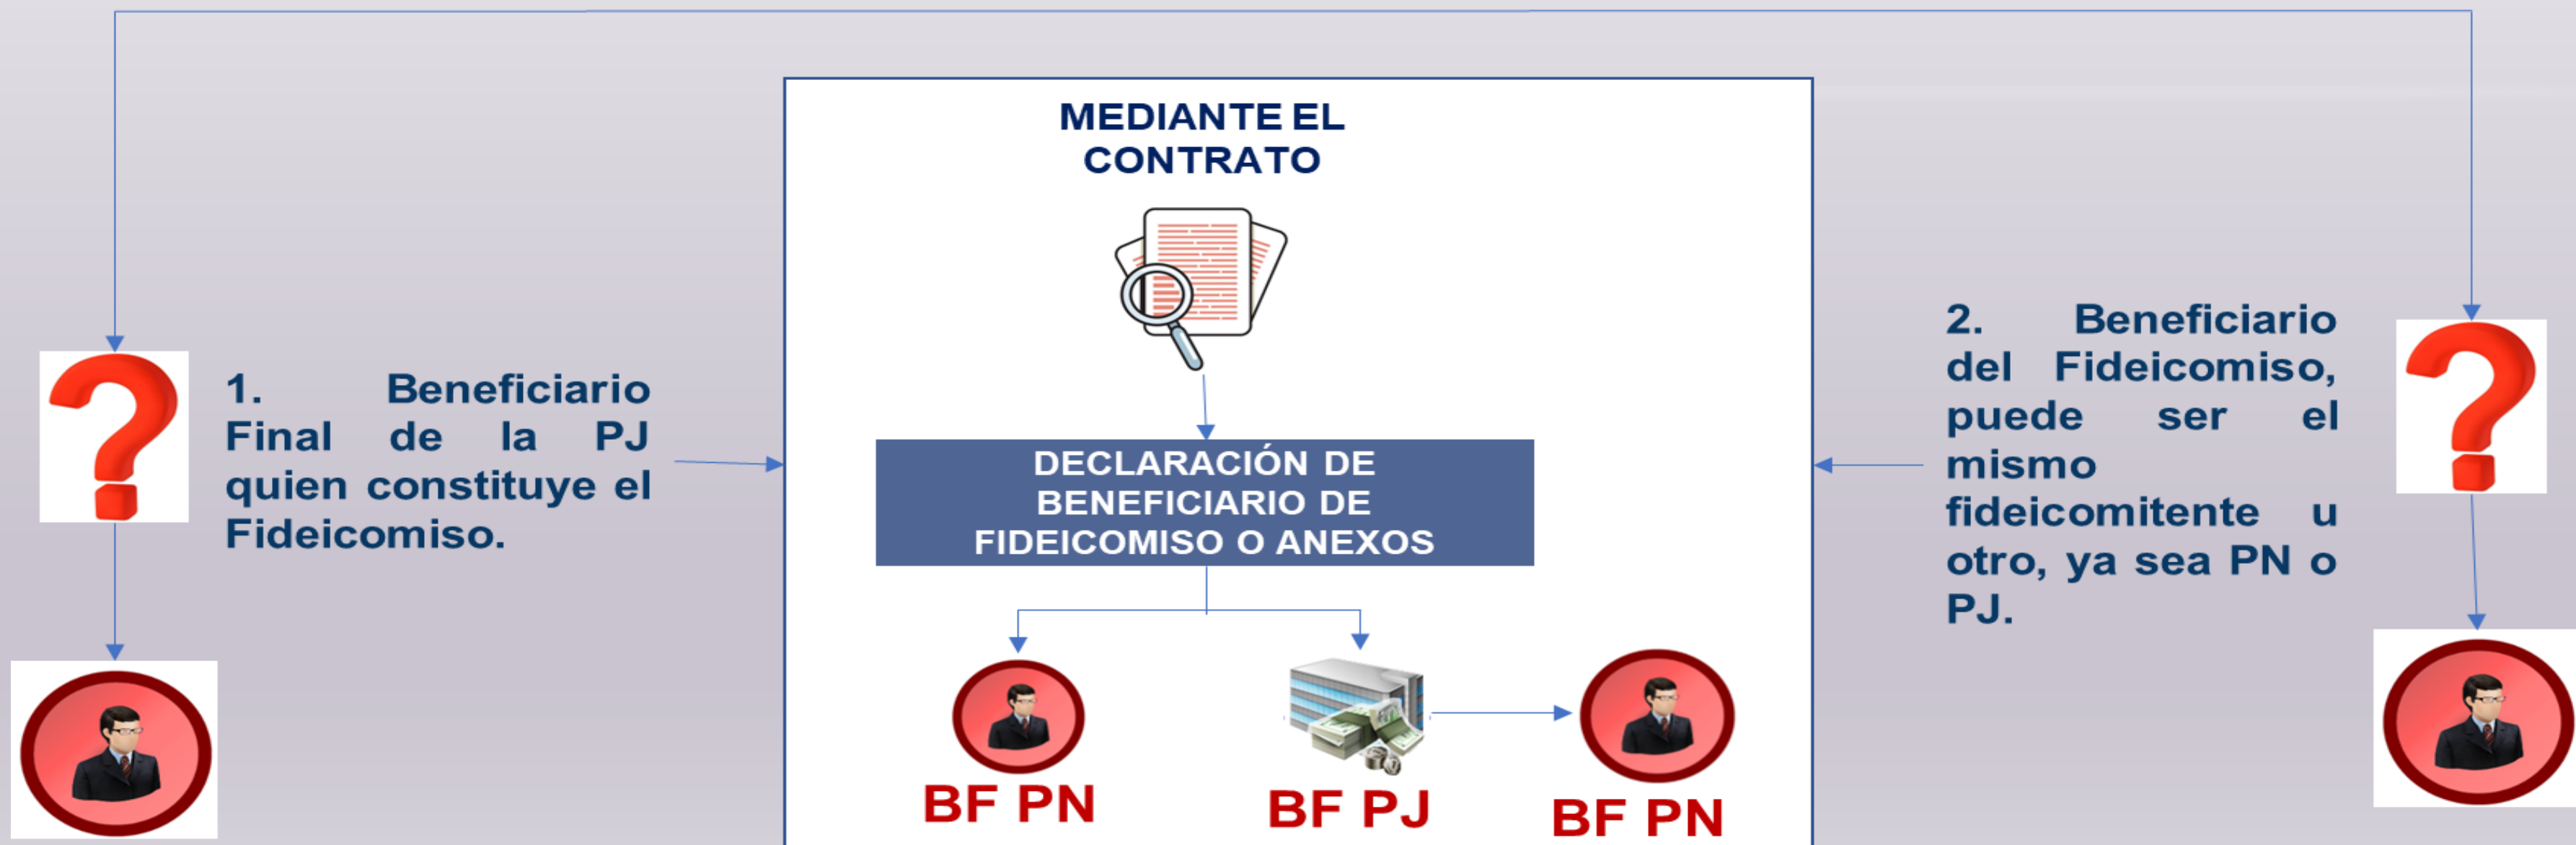 1. Beneficiario
Final de la PJ
quien constituye el
Fideicomiso.
MEDIANTE EL
CONTRATO
DECLARACIÓN DE
BENEFICIARIO DE
FIDEICOMISO O ANEXOS
BF PN
BF PJ
BF PN
2. Beneficiario
del Fideicomiso,
puede ser el
mismo
fideicomitente u
otro, ya sea PN o
PJ.